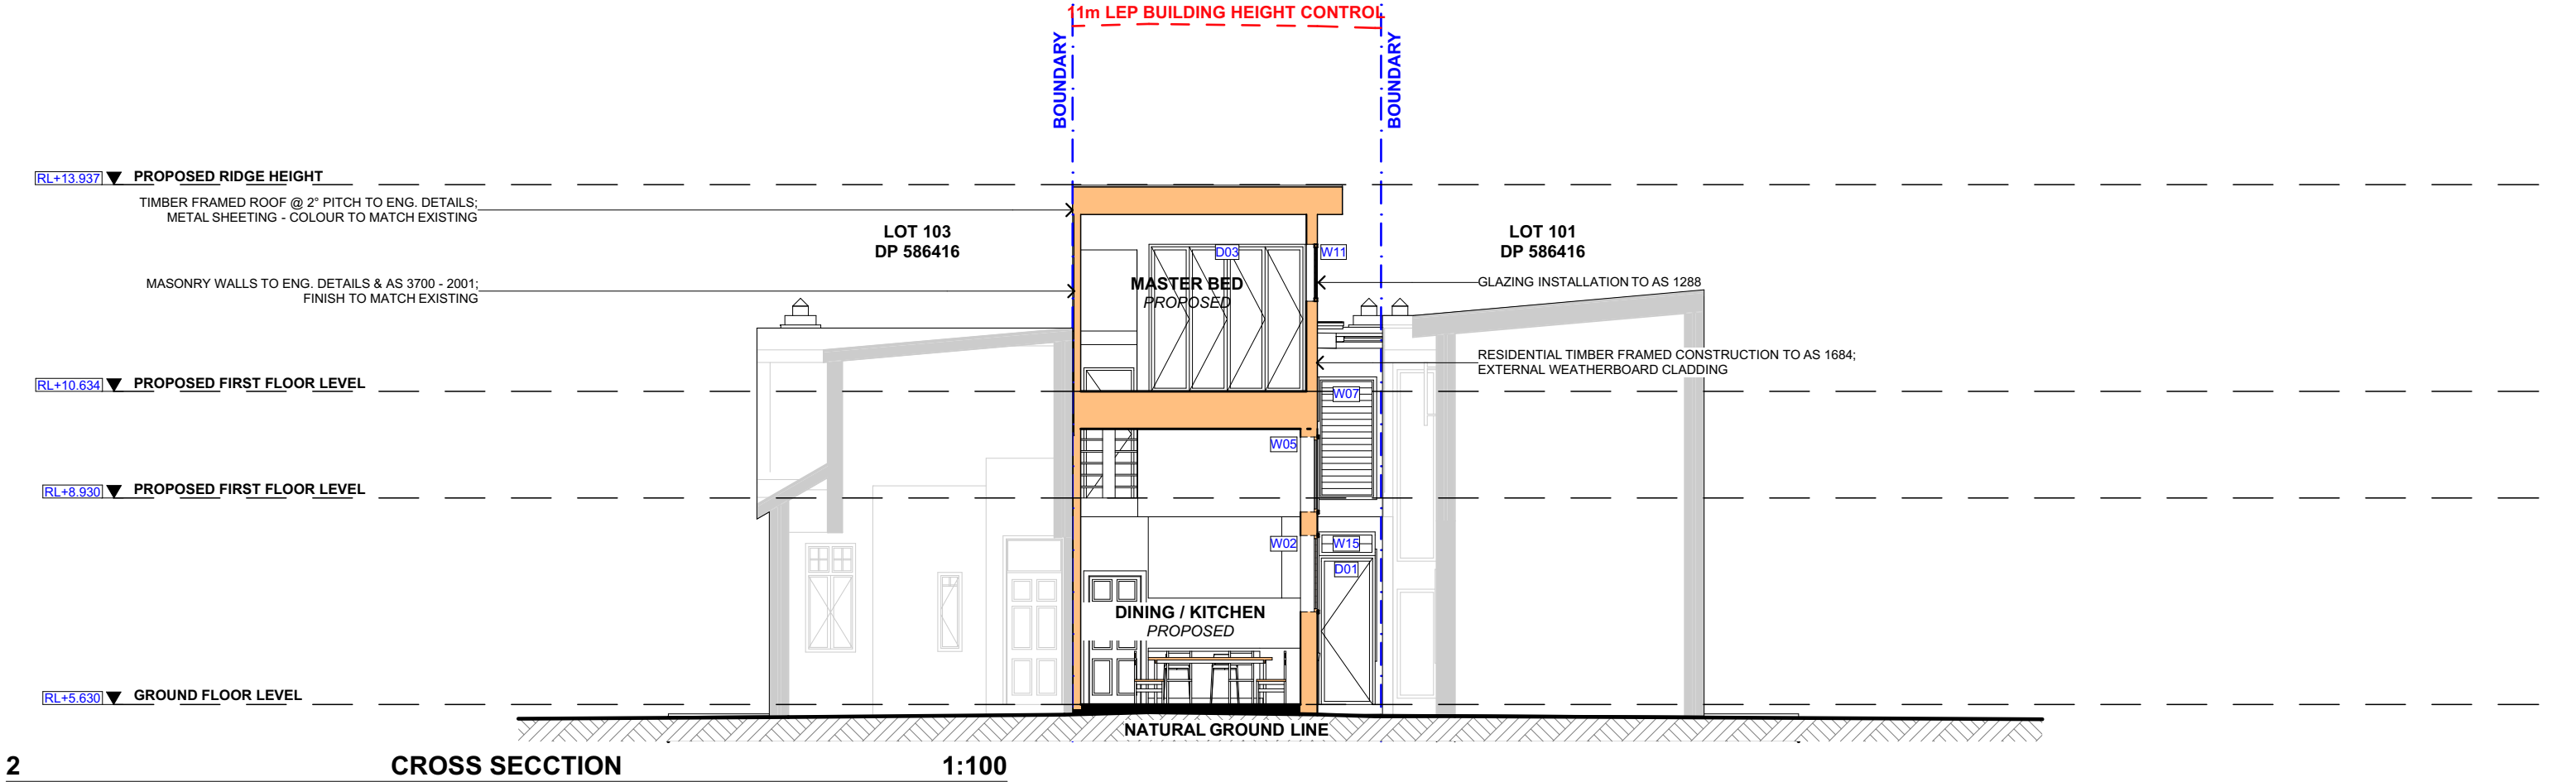 11m LEP BUILDING HEIGHT CONTROL
BOUNDARY
BOUNDARY
RL+13.937 PROPOSED RIDGE HEIGHT
TIMBER FRAMED ROOF @ 2° PITCH TO ENG. DETAILS;
METAL SHEETING - COLOUR TO MATCH EXISTING
LOT 103
DP 586416
LOT 101
DP 586416
D03
W11
MASONRY WALLS TO ENG. DETAILS & AS 3700 - 2001;
FINISH TO MATCH EXISTING
MASTER BED
PROPOSED
GLAZING INSTALLATION TO AS 1288
RESIDENTIAL TIMBER FRAMED CONSTRUCTION TO AS 1684;
EXTERNAL WEATHERBOARD CLADDING
RL+10.634 PROPOSED FIRST FLOOR LEVEL
W07
W05
RL+8.930 PROPOSED FIRST FLOOR LEVEL
W02
W15
D01
DINING / KITCHEN
PROPOSED
RL+5.630 GROUND FLOOR LEVEL
NATURAL GROUND LINE
2 CROSS SECCTION 1:100